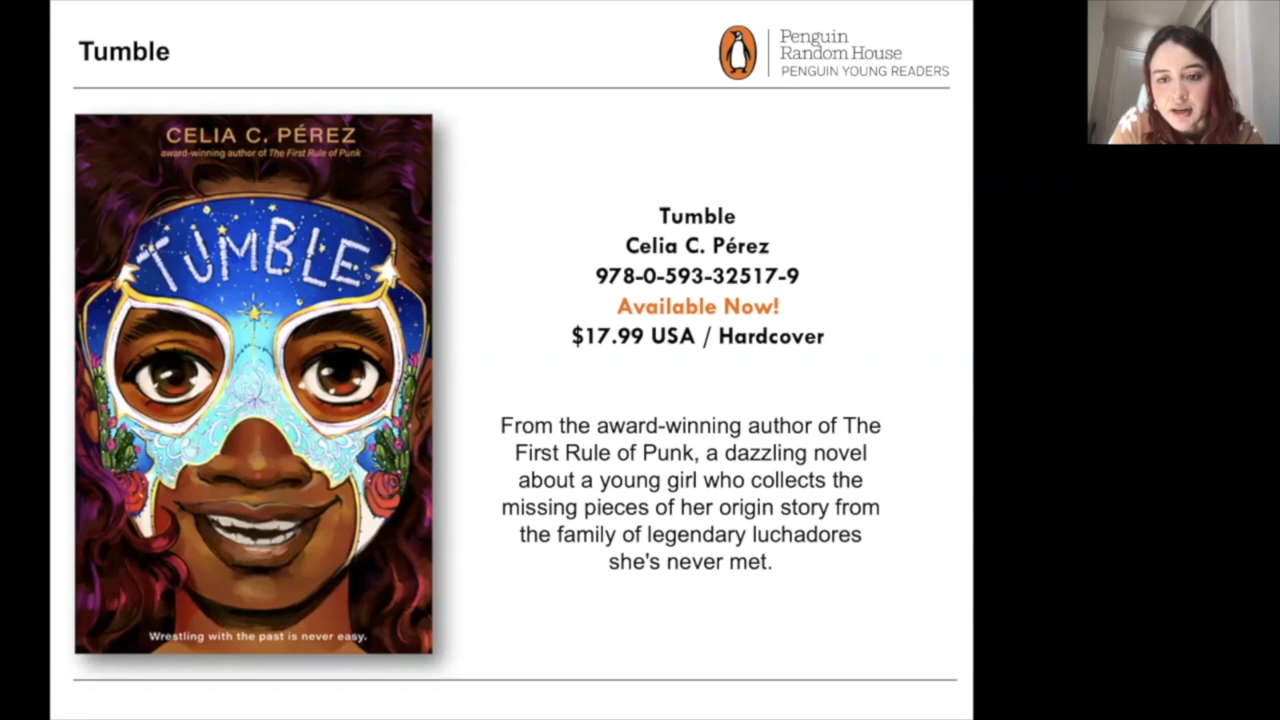 Tumble
Penguin
Random House
PENGUIN YOUNG READERS
CELIA C. PÉREZ
award-winning author of The First Rule of Punk
TUMBLE
Wrestling with the past is never easy.
Tumble
Celia C. Pérez
978-0-593-32517-9
Available Now!
$17.99 USA / Hardcover
From the award-winning author of The
First Rule of Punk, a dazzling novel
about a young girl who collects the
missing pieces of her origin story from
the family of legendary luchadores
she's never met.